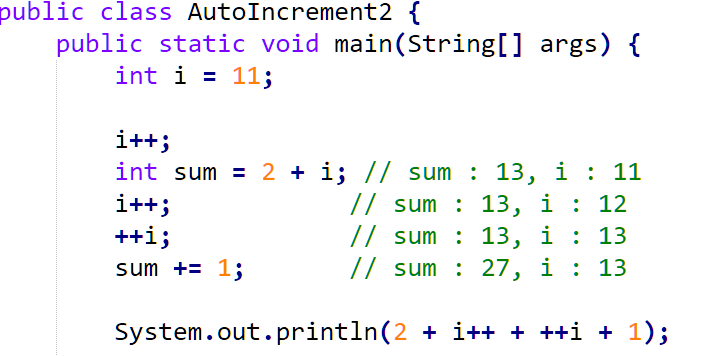 public class AutoIncrement2 {
public static void main(String[] args) {
int i = 11;
i++;
int sum = 2 + i; // sum : 13, i : 11
i++; // sum : 13, i : 12
++i; // sum : 13, i : 13
sum += 1; // sum : 27, i : 13
System.out.println(2 + i++ + ++i + 1);